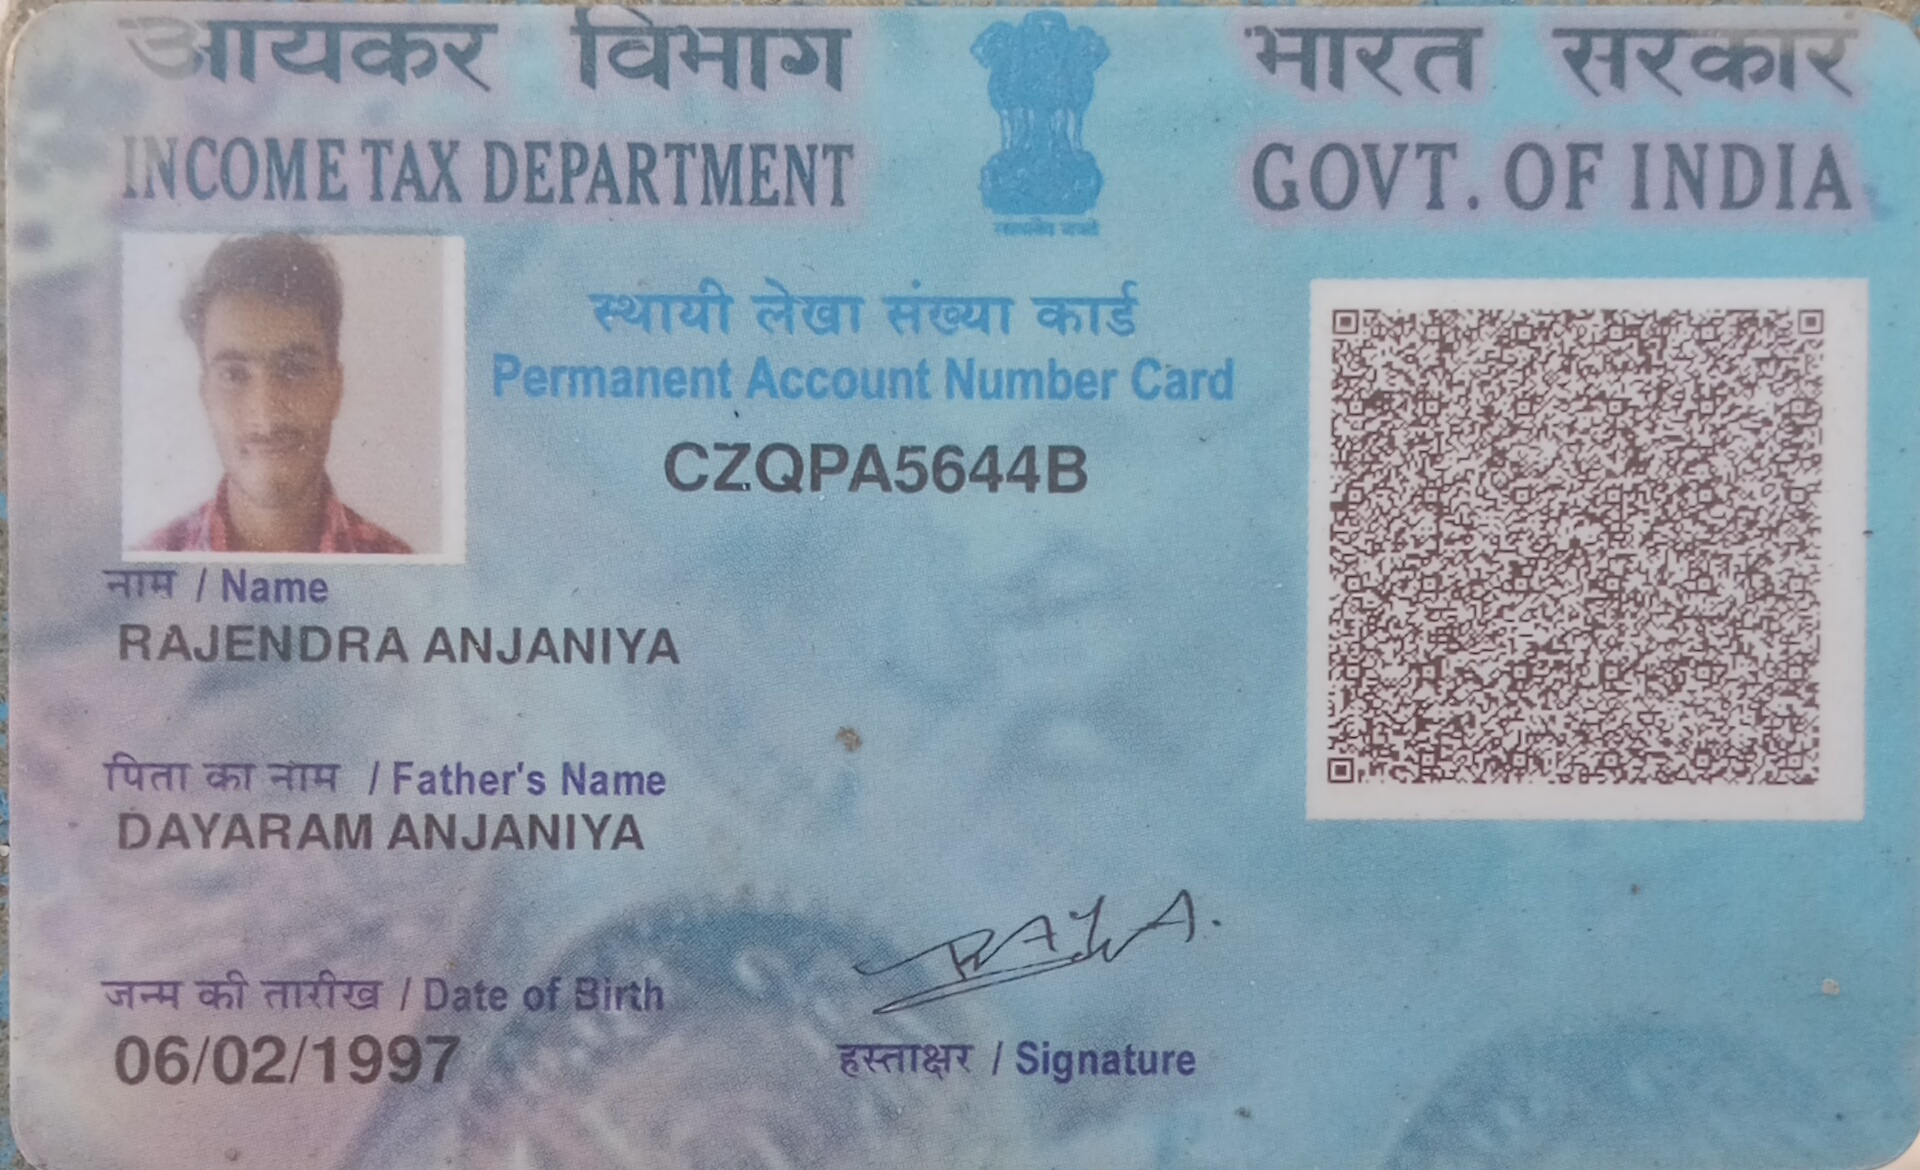 आयकर विभाग
INCOME TAX DEPARTMENT
भारत सरकार
GOVT. OF INDIA
स्थायी लेखा संख्या कार्ड
Permanent Account Number Card
CZQPA5644B
नाम / Name
RAJENDRA ANJANIYA
पिता का नाम / Father's Name
DAYARAM ANJANIYA
जन्म की तारीख / Date of Birth
06/02/1997
हस्ताक्षर / Signature